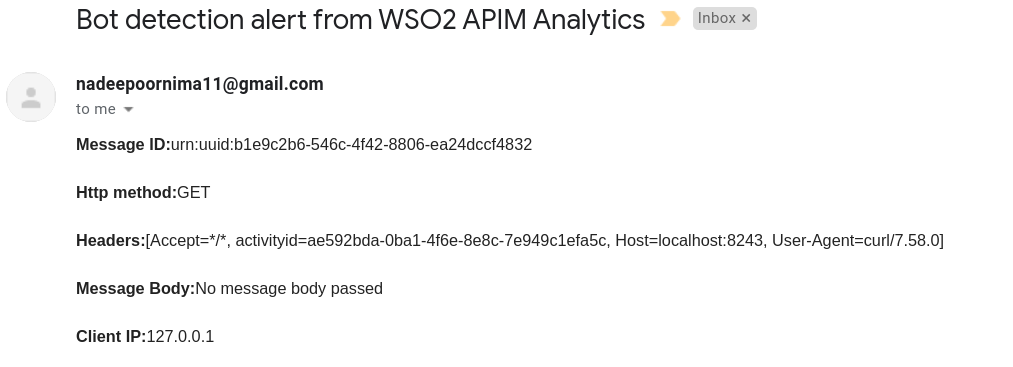 Bot detection alert from WSO2 APIM Analytics Inbox ×
nadeepoornima11@gmail.com
to me
Message ID:urn:uuid:b1e9c2b6-546c-4f42-8806-ea24dccf4832
Http method:GET
Headers:[Accept=*/*, activityid=ae592bda-0ba1-4f6e-8e8c-7e949c1efa5c, Host=localhost:8243, User-Agent=curl/7.58.0]
Message Body:No message body passed
Client IP:127.0.0.1